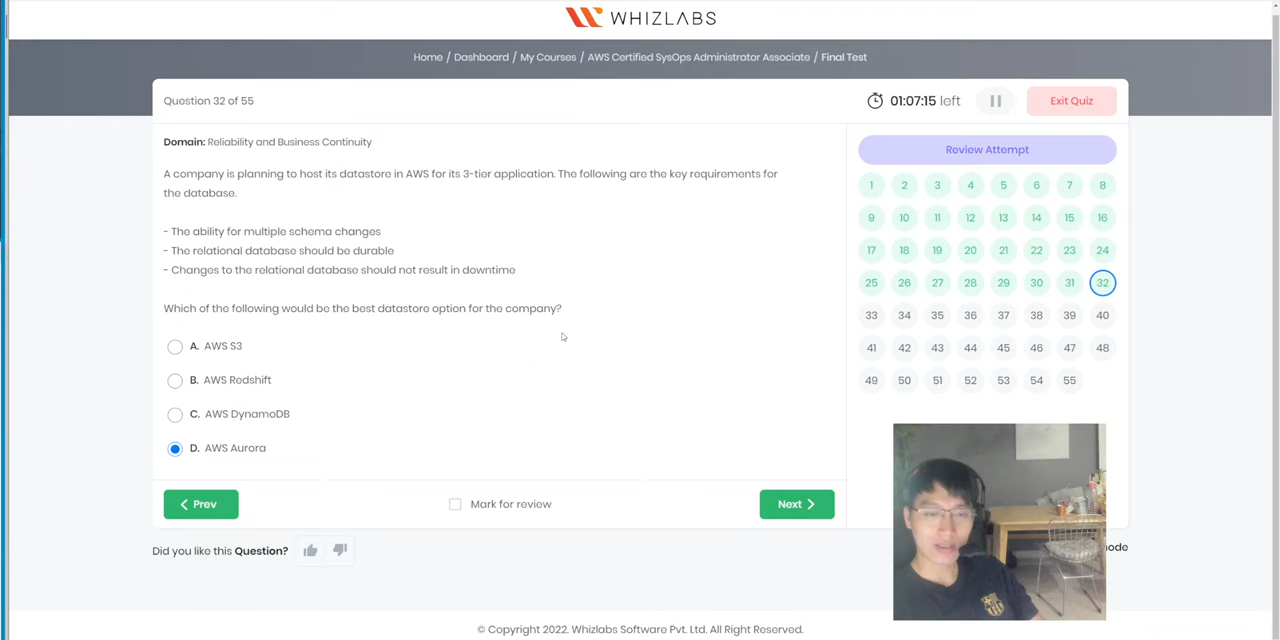 WHIZLABS
Home / Dashboard / My Courses / AWS Certified SysOps Administrator Associate / Final Test
Question 32 of 55
01:07:15 left
Exit Quiz
Domain: Reliability and Business Continuity
A company is planning to host its datastore in AWS for its 3-tier application. The following are the key requirements for
the database.
- The ability for multiple schema changes
- The relational database should be durable
- Changes to the relational database should not result in downtime
Which of the following would be the best datastore option for the company?
A. AWS S3
B. AWS Redshift
C. AWS DynamoDB
D. AWS Aurora
Prev
Mark for review
Next
Review Attempt
1 2 3 4 5 6 7 8
9 10 11 12 13 14 15 16
17 18 19 20 21 22 23 24
25 26 27 28 29 30 31 32
33 34 35 36 37 38 39 40
41 42 43 44 45 46 47 48
49 50 51 52 53 54 55
Did you like this Question?
© Copyright 2022. Whizlabs Software Pvt. Ltd. All Right Reserved.